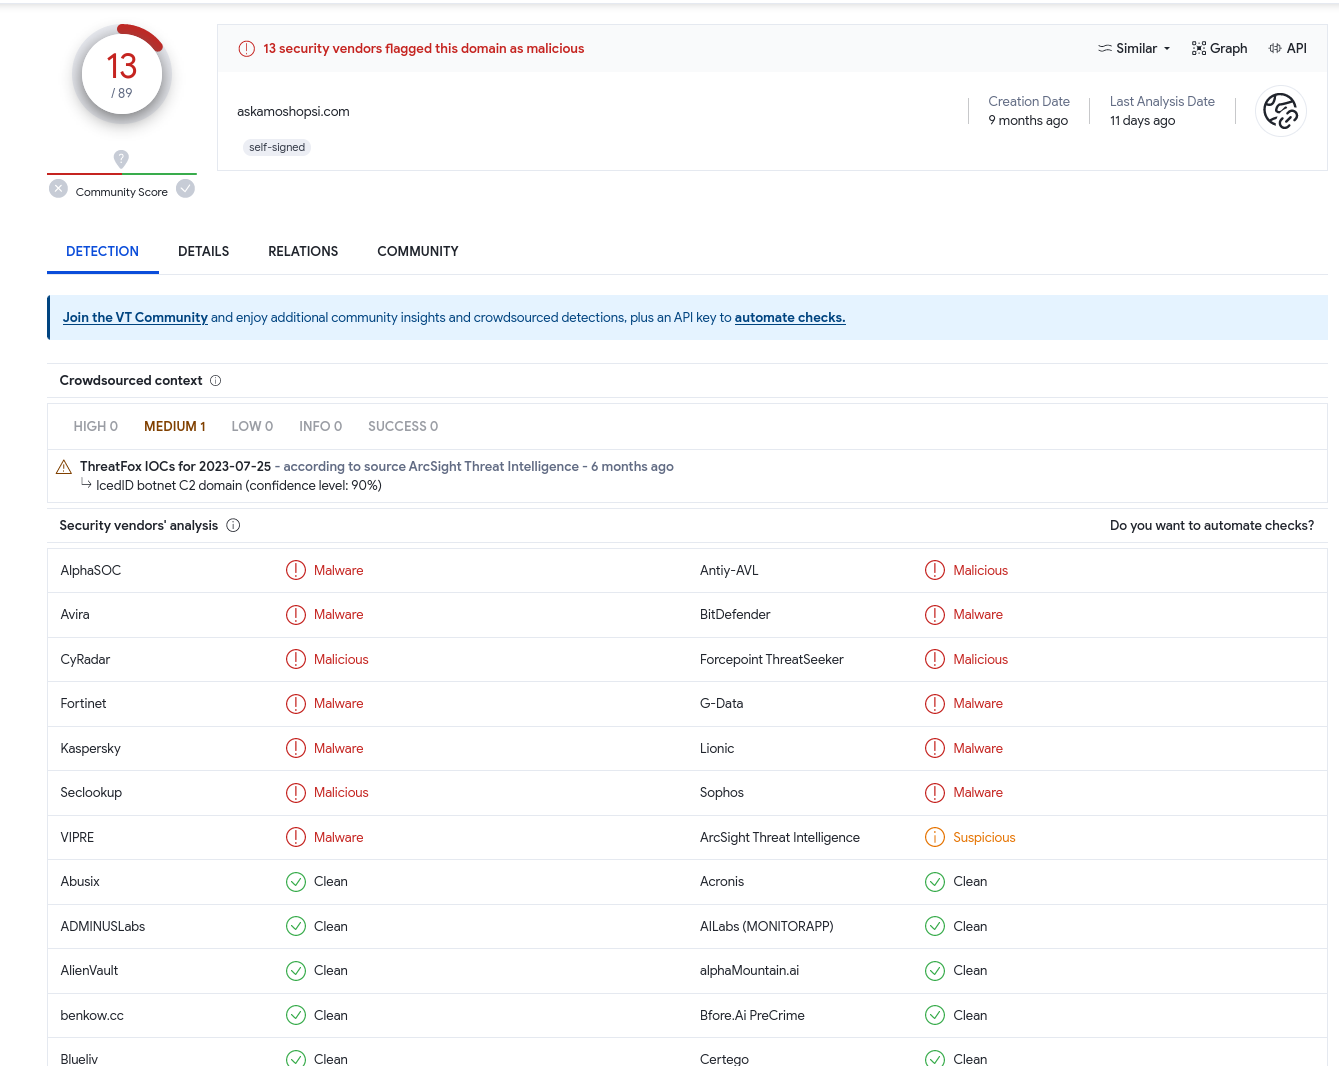 13
/ 89
Community Score
13 security vendors flagged this domain as malicious
Similar
Graph
API
askamoshopsi.com
self-signed
Creation Date
9 months ago
Last Analysis Date
11 days ago
DETECTION DETAILS RELATIONS COMMUNITY
Join the VT Community and enjoy additional community insights and crowdsourced detections, plus an API key to automate checks.
Crowdsourced context
HIGH 0 MEDIUM 1 LOW 0 INFO 0 SUCCESS 0
ThreatFox IOCs for 2023-07-25 - according to source ArcSight Threat Intelligence - 6 months ago
IcedID botnet C2 domain (confidence level: 90%)
Security vendors' analysis
Do you want to automate checks?
AlphaSOC Malware Antiy-AVL Malicious
Avira Malware BitDefender Malware
CyRadar Malicious Forcepoint ThreatSeeker Malicious
Fortinet Malware G-Data Malware
Kaspersky Malware Lionic Malware
Seclookup Malicious Sophos Malware
VIPRE Malware ArcSight Threat Intelligence Suspicious
Abusix Clean Acronis Clean
ADMINUSLabs Clean AILabs (MONITORAPP) Clean
AlienVault Clean alphaMountain.ai Clean
benkow.cc Clean Bfore.Ai PreCrime Clean
Blueliv Clean Certego Clean